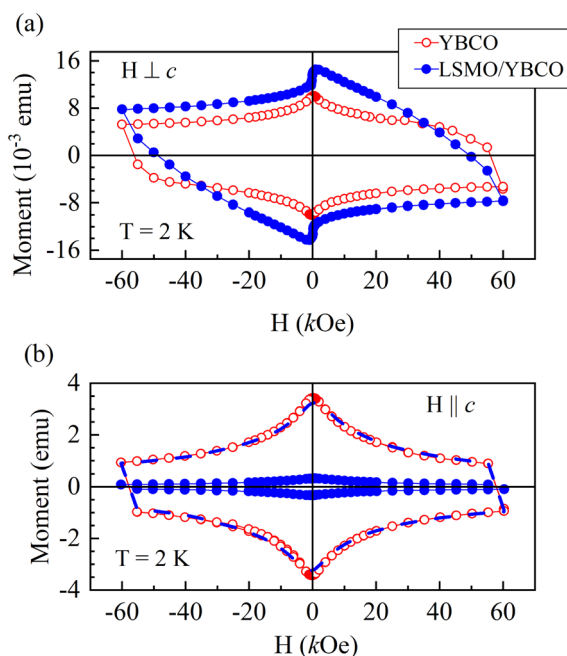 (a)
YBCO
LSMO/YBCO
H ⊥ c
T = 2 K
Moment (10⁻³ emu)
16
8
0
-8
-16
-60 -40 -20 0 20 40 60
H (kOe)
(b)
H || c
T = 2 K
Moment (emu)
4
2
0
-2
-4
-60 -40 -20 0 20 40 60
H (kOe)